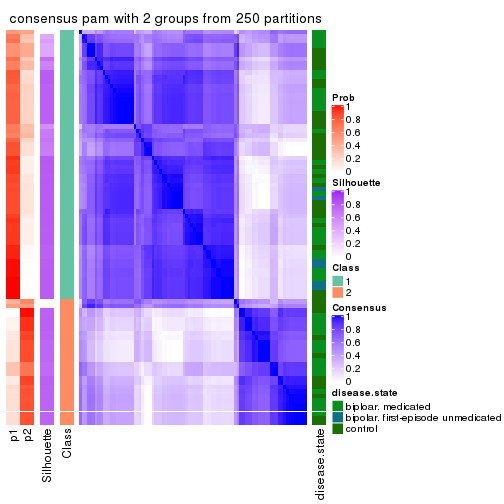 consensus pam with 2 groups from 250 partitions
Prob
1
0.8
0.6
0.4
0.2
0
Silhouette
1
0.8
0.6
0.4
0.2
0
Class
1
2
Consensus
1
0.8
0.6
0.4
0.2
0
disease.state
biploar, medicated
bipolar, first-episode unmedicated
control
p1
p2
Silhouette
Class
disease.state